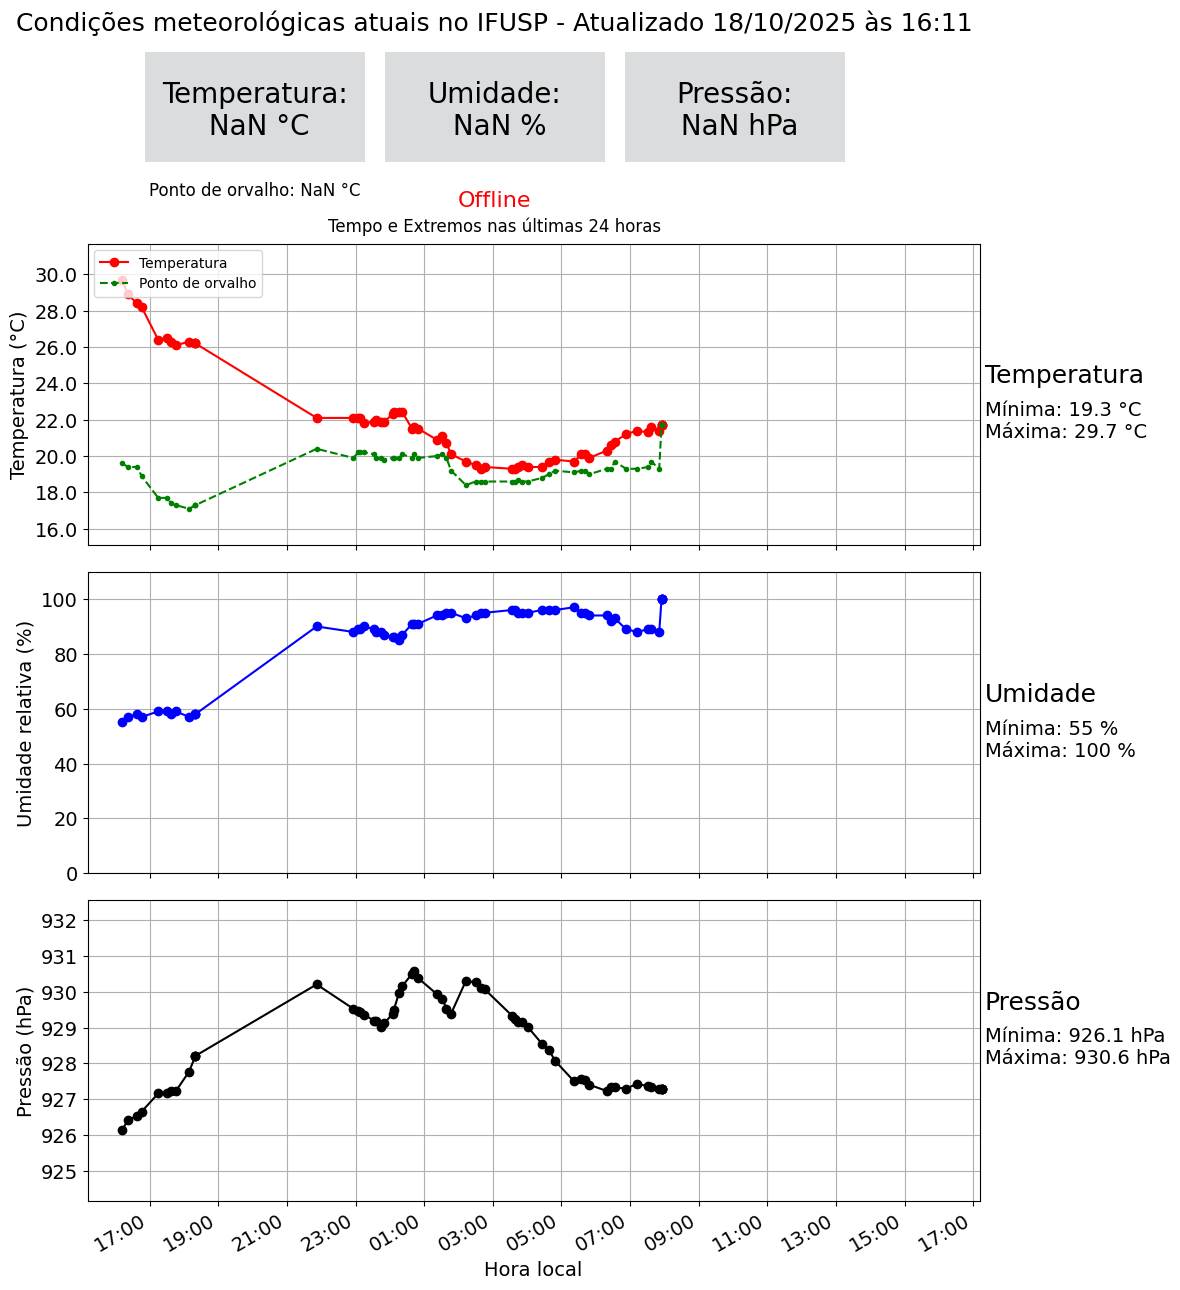 Condições meteorológicas atuais no IFUSP - Atualizado 18/10/2025 às 16:11
Temperatura:
NaN °C
Umidade:
NaN %
Pressão:
NaN hPa
Ponto de orvalho: NaN °C
Offline
Tempo e Extremos nas últimas 24 horas
Temperatura
Ponto de orvalho
Temperatura (°C)
30.0
28.0
26.0
24.0
22.0
20.0
18.0
16.0
Temperatura
Mínima: 19.3 °C
Máxima: 29.7 °C
Umidade relativa (%)
100
80
60
40
20
0
Umidade
Mínima: 55 %
Máxima: 100 %
Pressão (hPa)
932
931
930
929
928
927
926
925
Pressão
Mínima: 926.1 hPa
Máxima: 930.6 hPa
17:00
19:00
21:00
23:00
01:00
03:00
05:00
07:00
09:00
11:00
13:00
15:00
17:00
Hora local